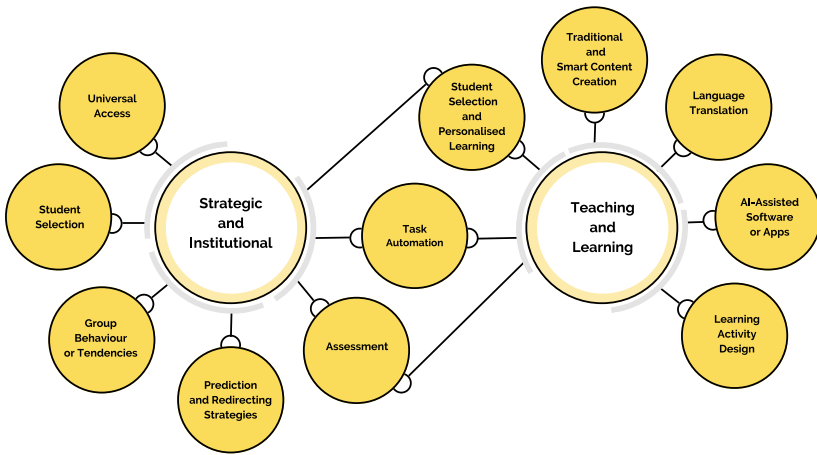 Universal
Access
Student
Selection
Group
Behaviour
or Tendencies
Prediction
and Redirecting
Strategies
Assessment
Strategic
and
Institutional
Task
Automation
Student
Selection
and
Personalised
Learning
Traditional
and
Smart Content
Creation
Language
Translation
AI-Assisted
Software
or Apps
Learning
Activity
Design
Teaching
and
Learning